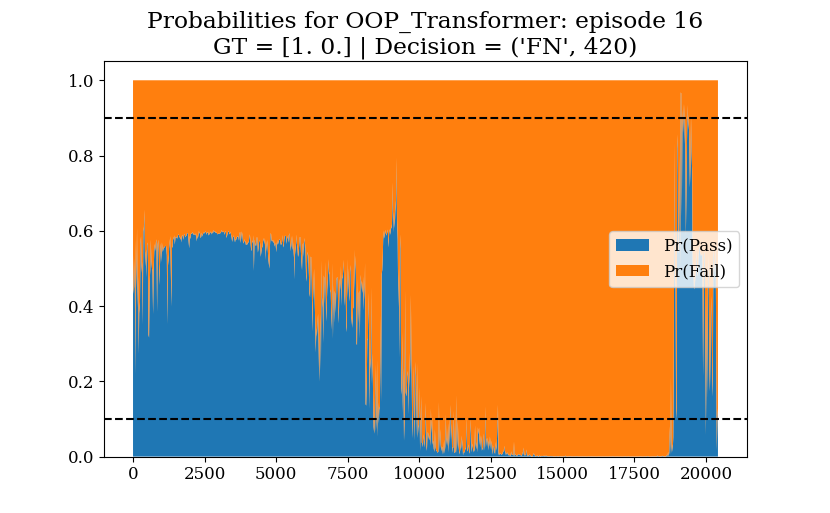 Probabilities for OOP_Transformer: episode 16
GT = [1. 0.] | Decision = ('FN', 420)
1.0
0.8
0.6
0.4
0.2
0.0
Pr(Pass)
Pr(Fail)
0 2500 5000 7500 10000 12500 15000 17500 20000